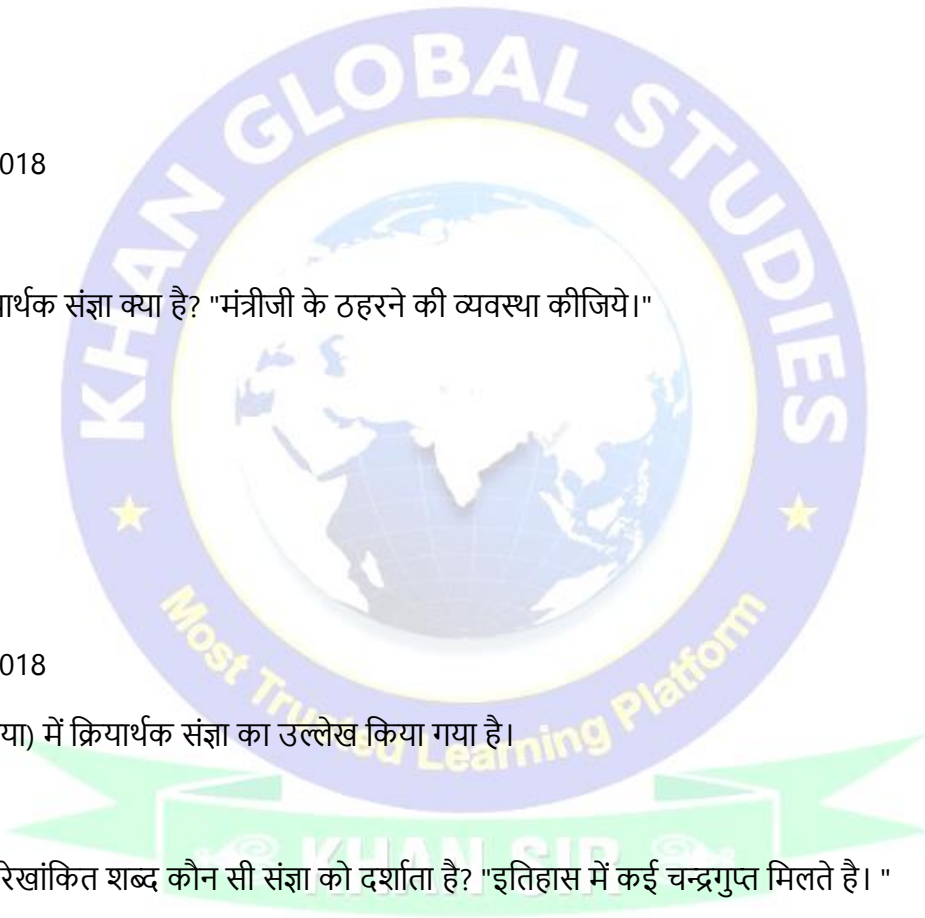 KHAN GLOBAL STUDIES
018
र्थक संज्ञा क्या है? "मंत्रीजी के ठहरने की व्यवस्था कीजिये।"
018
या) में क्रियार्थक संज्ञा का उल्लेख किया गया है।
Most Trusted Learning Platform
KHAN SIR
रेखांकित शब्द कौन सी संज्ञा को दर्शाता है? "इतिहास में कई चन्द्रगुप्त मिलते है। "